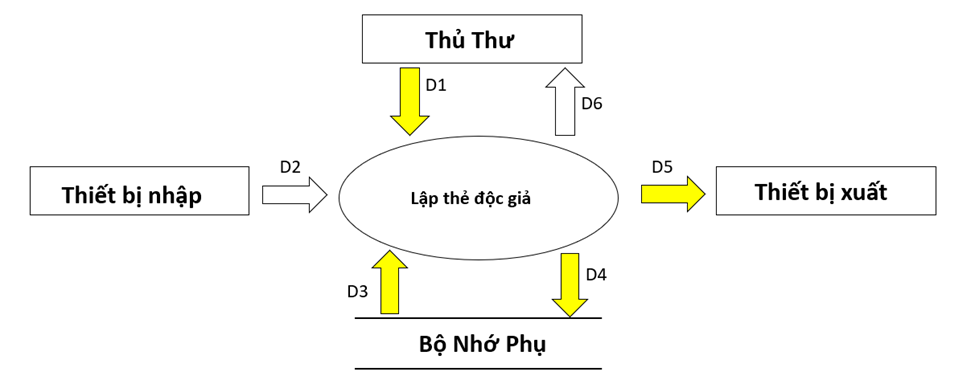 Thủ Thư
D1
D6
D2
D5
Thiết bị nhập
Lập thẻ độc giả
Thiết bị xuất
D3
D4
Bộ Nhớ Phụ